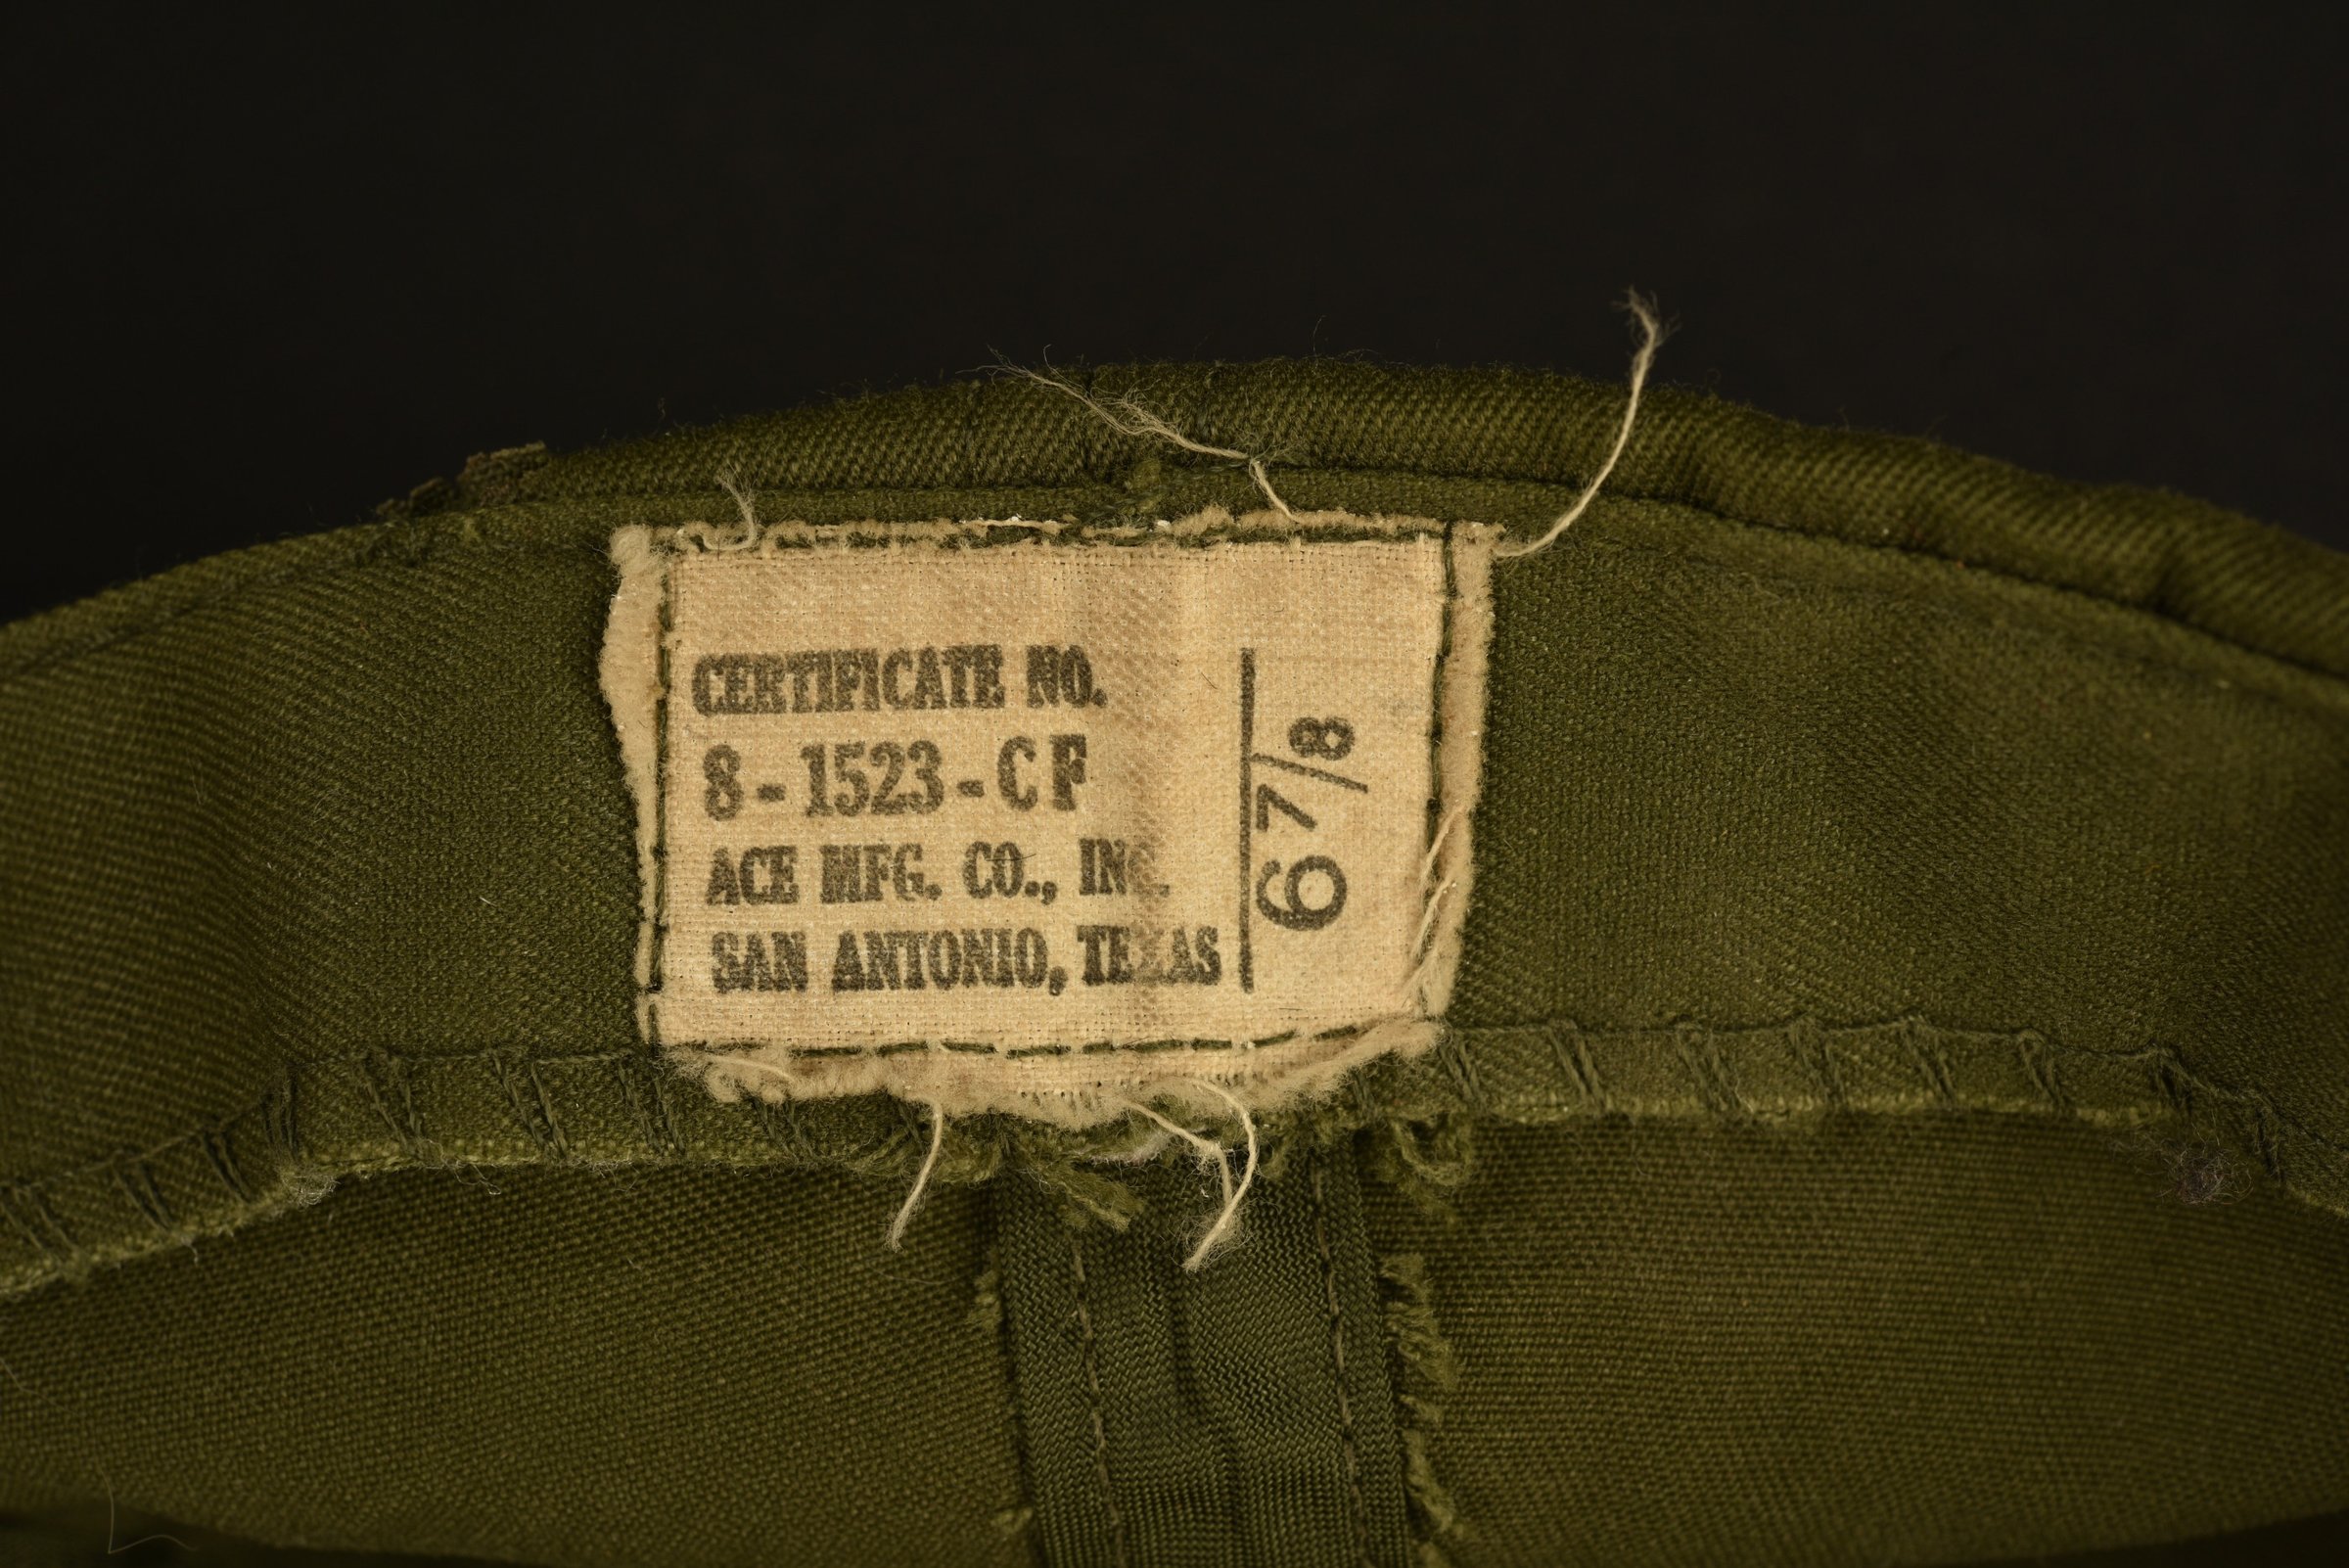 CERTIFICATE NO.
8-1523-CF
ACE MFG. CO., INC.
SAN ANTONIO, TEXAS
6 7/8